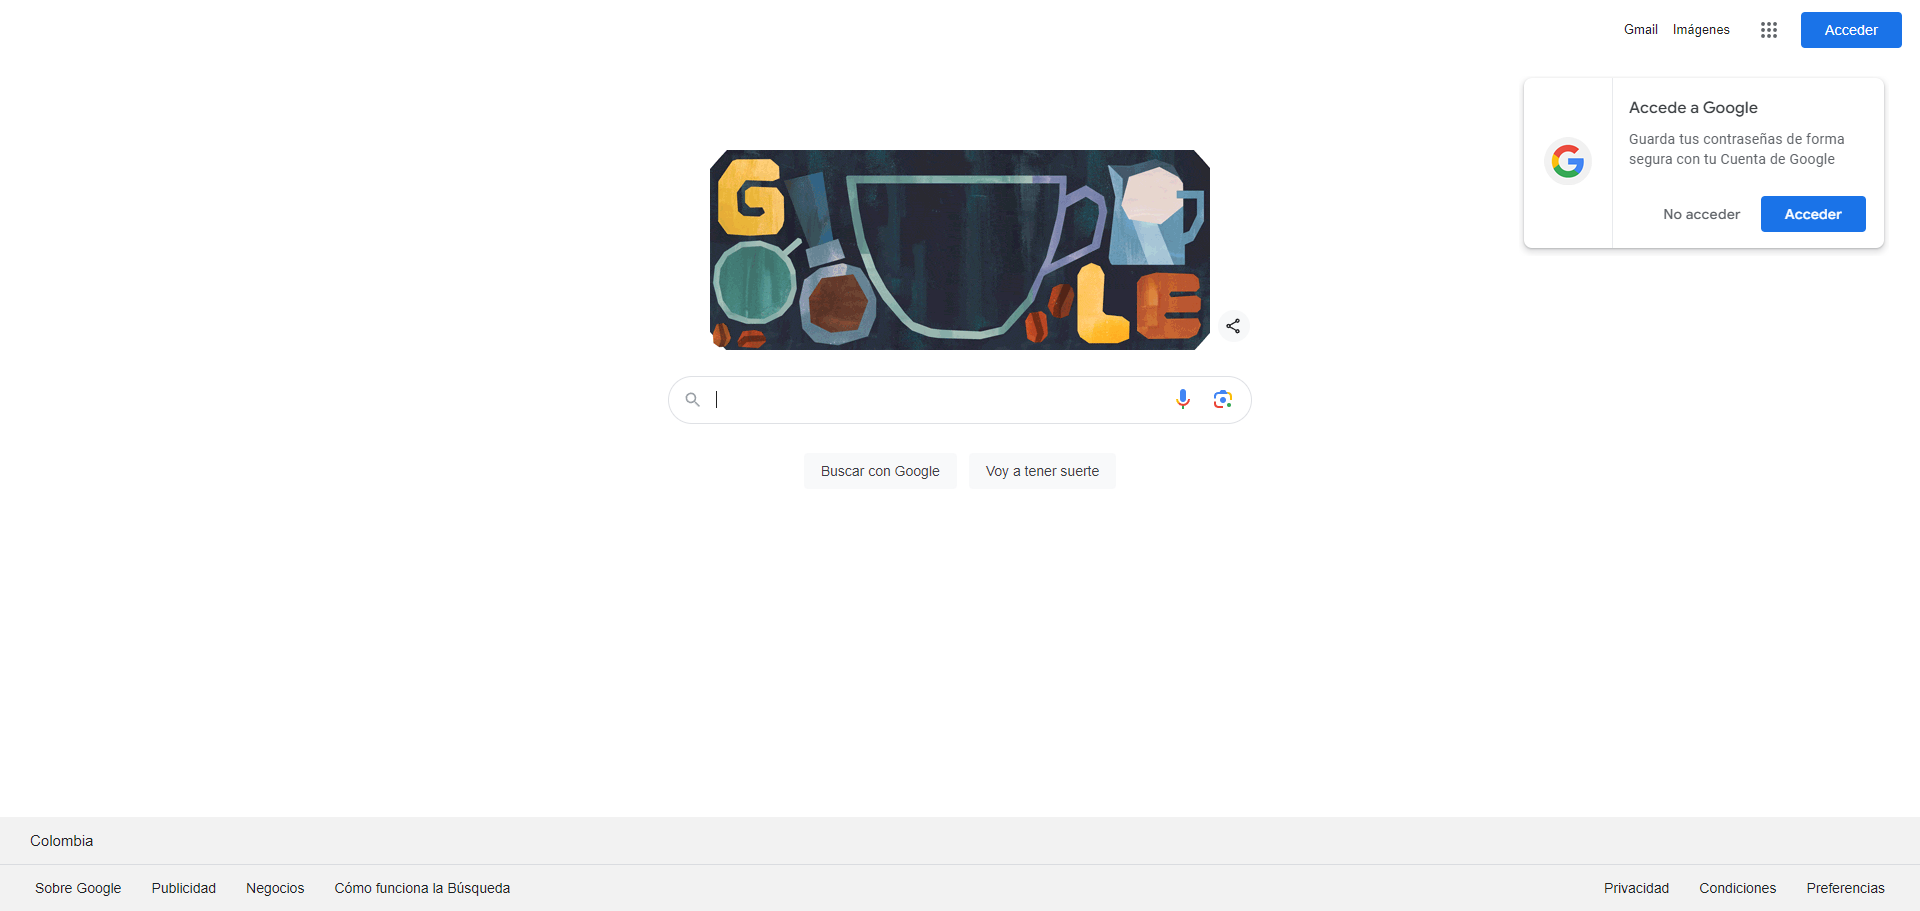 Gmail Imágenes Acceder
Accede a Google
Guarda tus contraseñas de forma
segura con tu Cuenta de Google
No acceder Acceder
G LE
Buscar con Google Voy a tener suerte
Colombia
Sobre Google Publicidad Negocios Cómo funciona la Búsqueda Privacidad Condiciones Preferencias